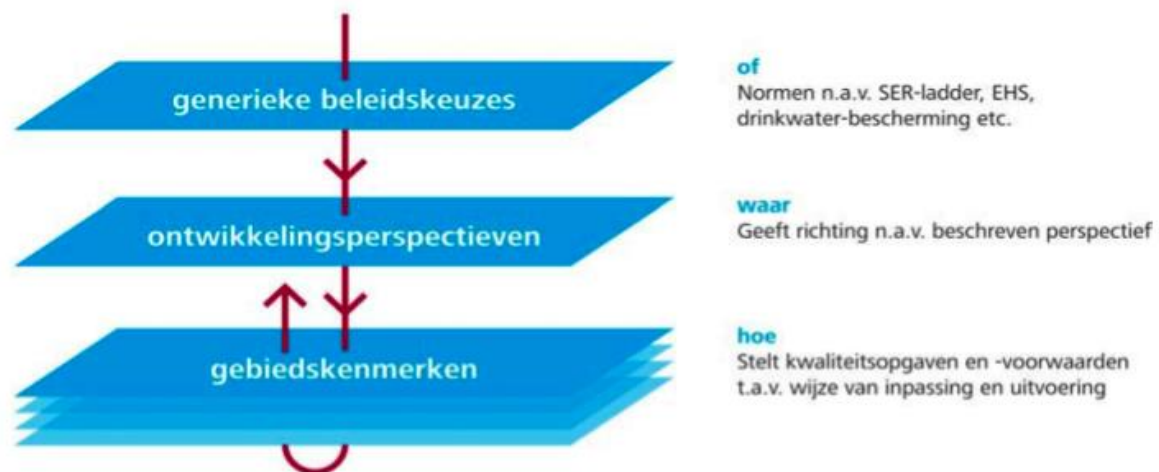 generieke beleidskeuzes
of
Normen n.a.v. SER-ladder, EHS,
drinkwater-bescherming etc.
ontwikkelingsperspectieven
waar
Geeft richting n.a.v. beschreven perspectief
gebiedskenmerken
hoe
Stelt kwaliteitsopgaven en -voorwaarden
t.a.v. wijze van inpassing en uitvoering